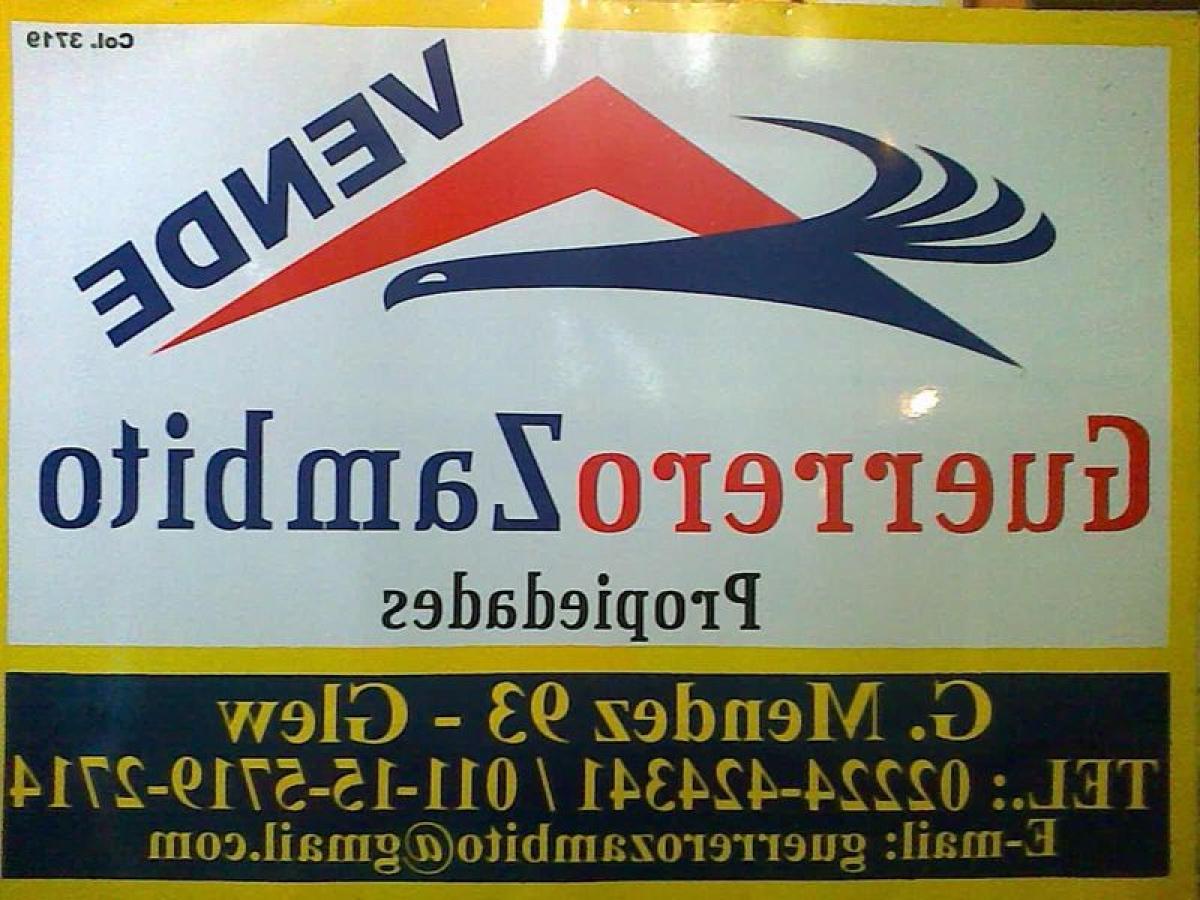 Col. 3719
VENDE
GuerreroZambito
Propiedades
G. Mendez 93 - Glew
TEL.: 02224-424341 / 011-15-5719-2714
E-mail: guerrerozambito@gmail.com